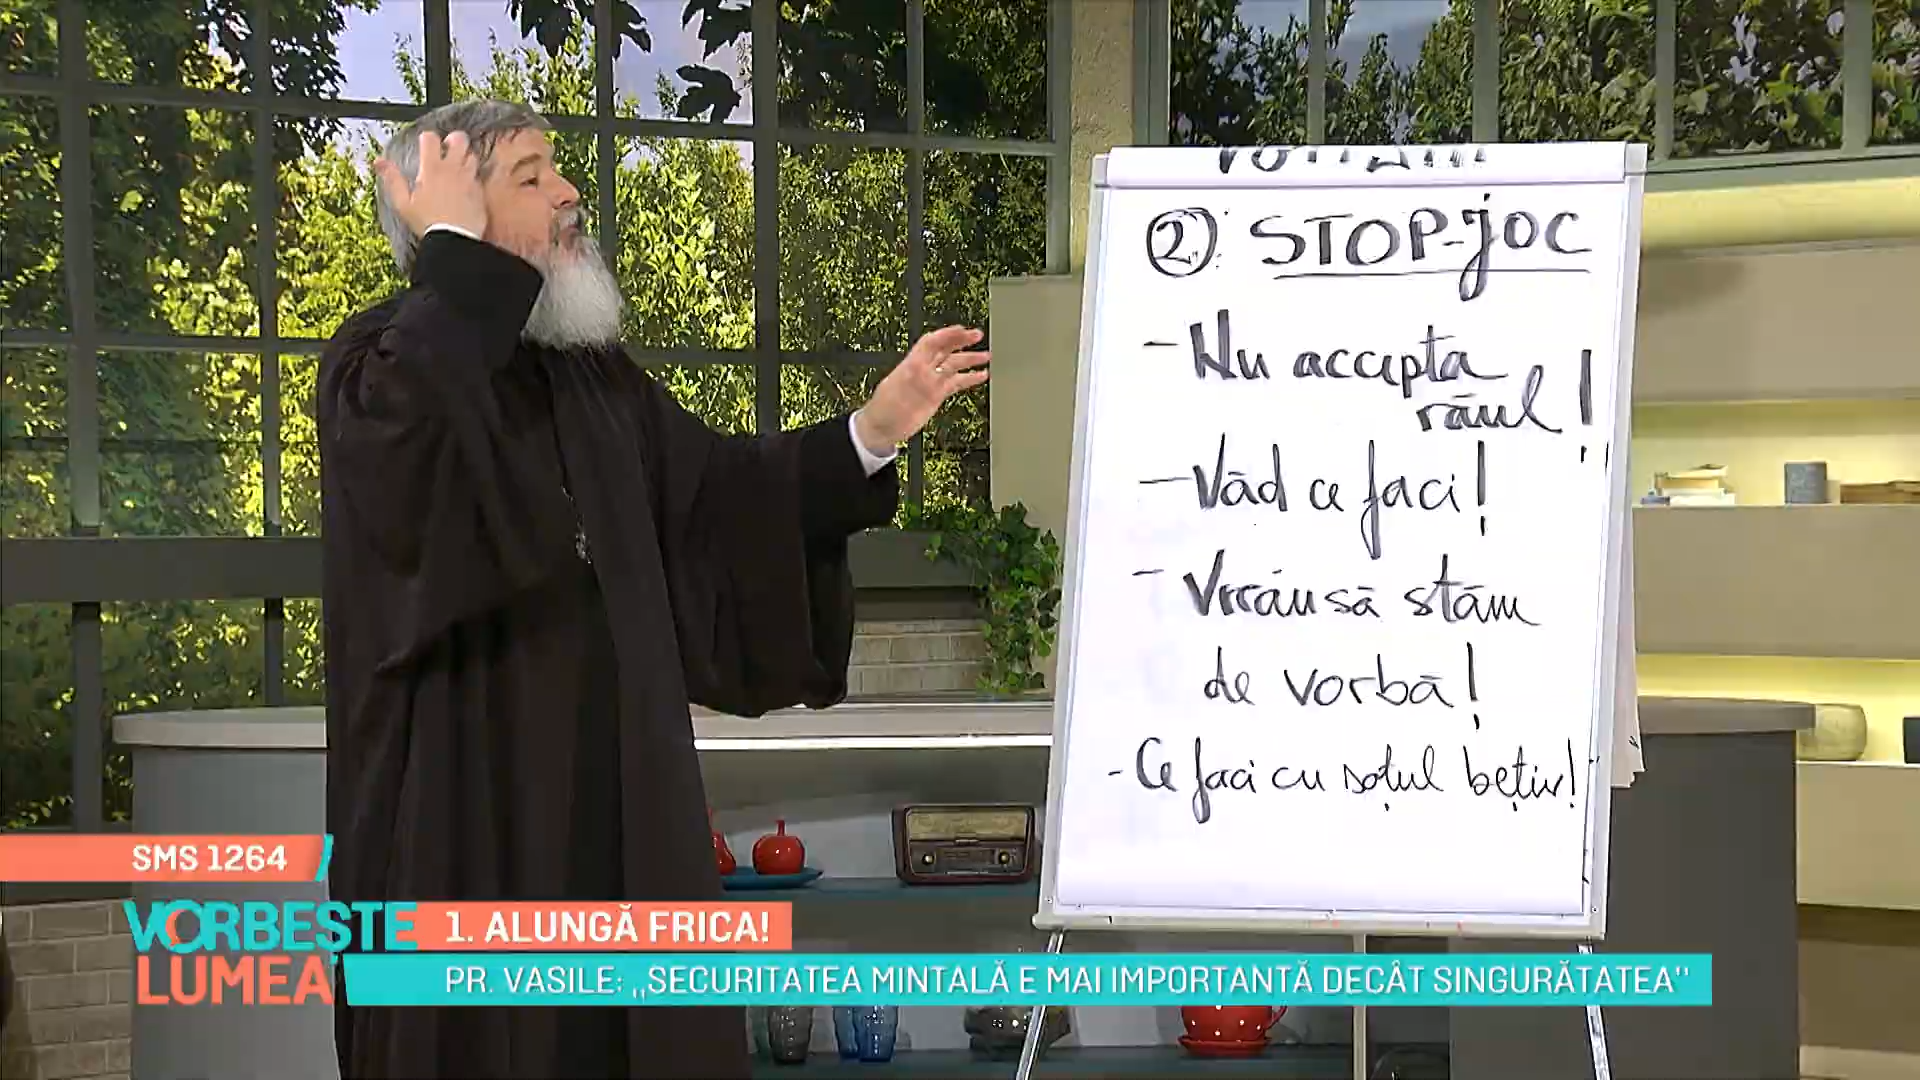 2. STOP-JOC
- Nu accepta
răul!
- Văd ce faci!
- Vreau să stăm
de vorbă!
- Ce faci cu soțul bețiv!
SMS 1264
VORBEȘTE
LUMEA
1. ALUNGĂ FRICA!
PR. VASILE: „SECURITATEA MINTALĂ E MAI IMPORTANTĂ DECÂT SINGURĂTATEA"